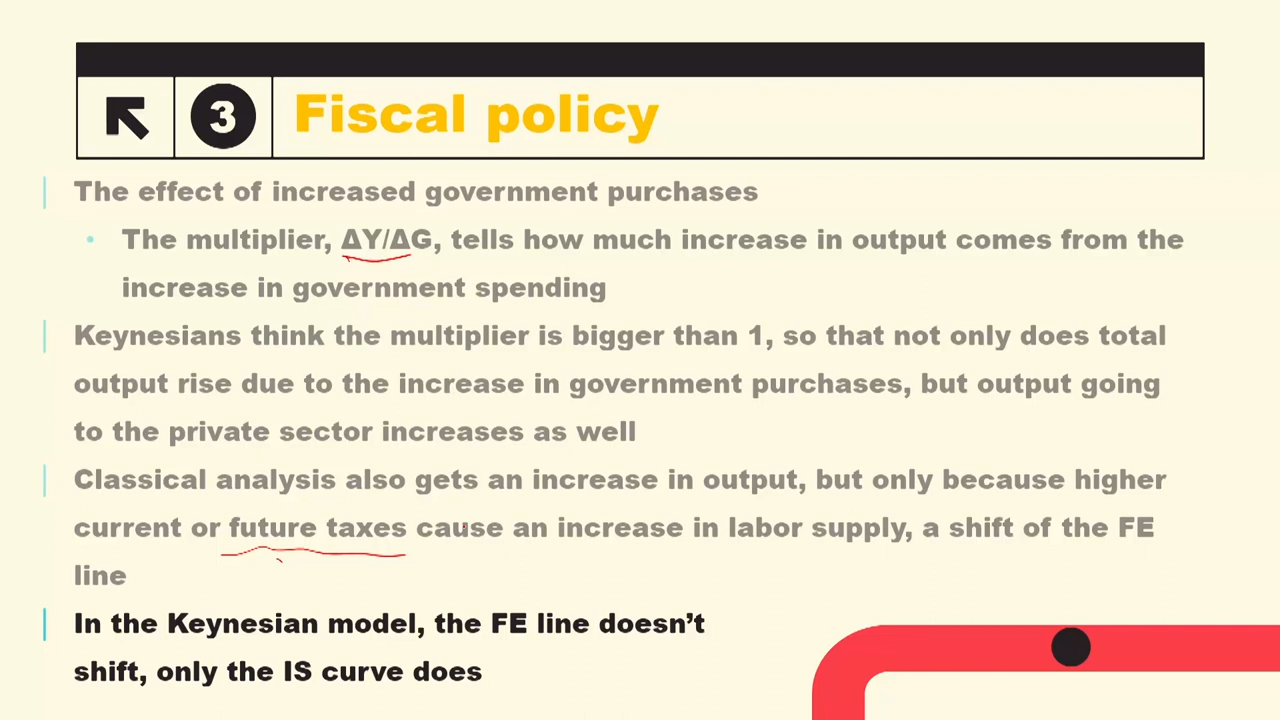 3
Fiscal policy
The effect of increased government purchases
• The multiplier, ΔY/ΔG, tells how much increase in output comes from the
increase in government spending
Keynesians think the multiplier is bigger than 1, so that not only does total
output rise due to the increase in government purchases, but output going
to the private sector increases as well
Classical analysis also gets an increase in output, but only because higher
current or future taxes cause an increase in labor supply, a shift of the FE
line
In the Keynesian model, the FE line doesn’t
shift, only the IS curve does